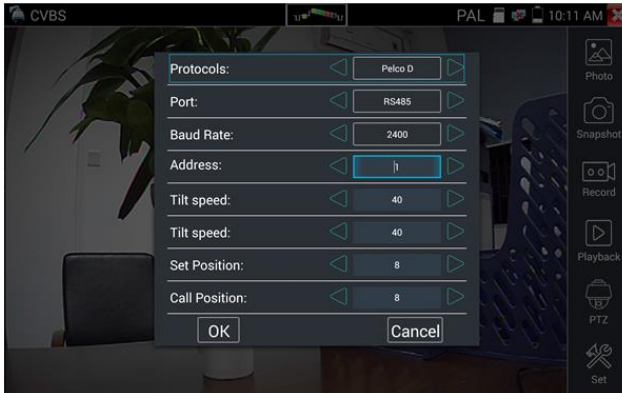 CVBS
PAL 10:11 AM
Protocols: Pelco D
Port: RS485
Baud Rate: 2400
Address: 1
Tilt speed: 40
Tilt speed: 40
Set Position: 8
Call Position: 8
OK Cancel
Photo
Snapshot
Record
Playback
PTZ
Set